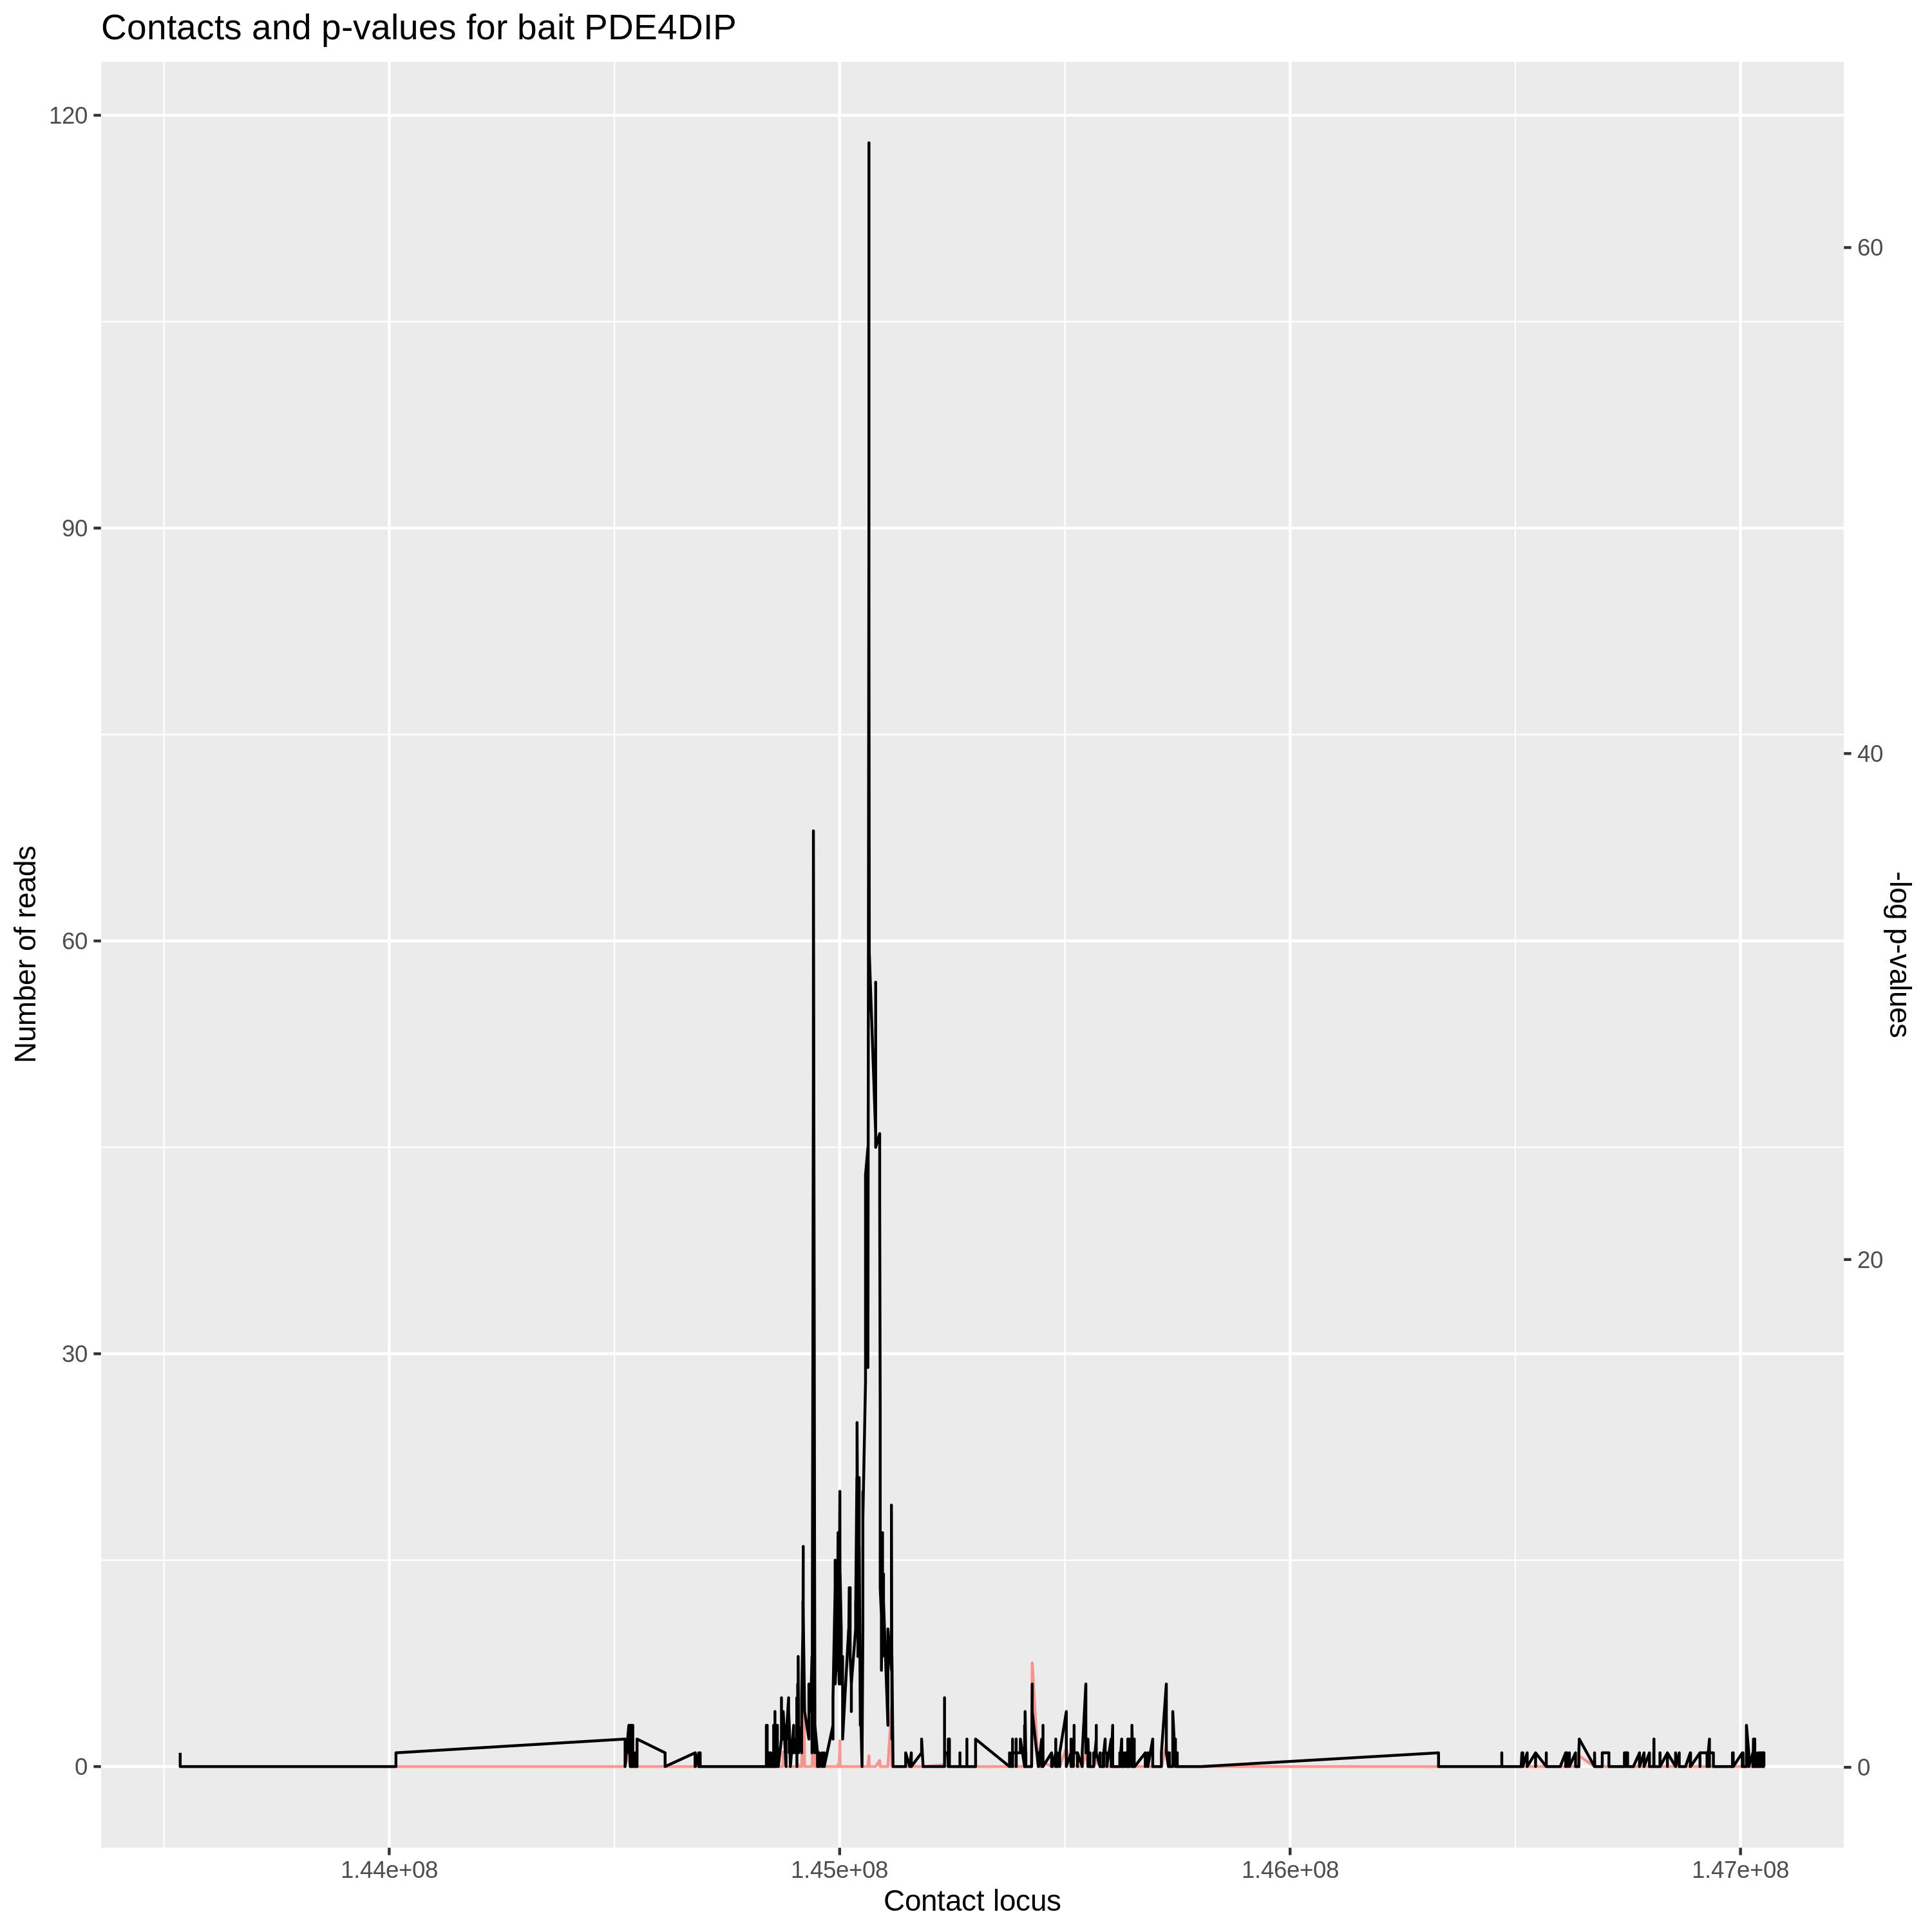 Contacts and p-values for bait PDE4DIP
120
90
60
30
0
Number of reads
60
40
20
0
-log p-values
1.44e+08
1.45e+08
1.46e+08
1.47e+08
Contact locus